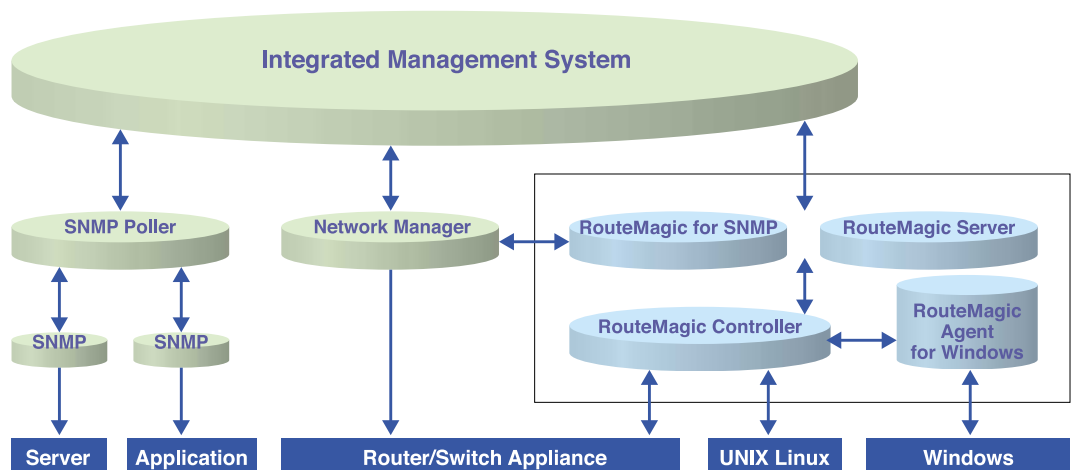 Integrated Management System
SNMP Poller
Network Manager
RouteMagic for SNMP
RouteMagic Server
SNMP
SNMP
RouteMagic Controller
RouteMagic
Agent
for Windows
Server
Application
Router/Switch Appliance
UNIX Linux
Windows